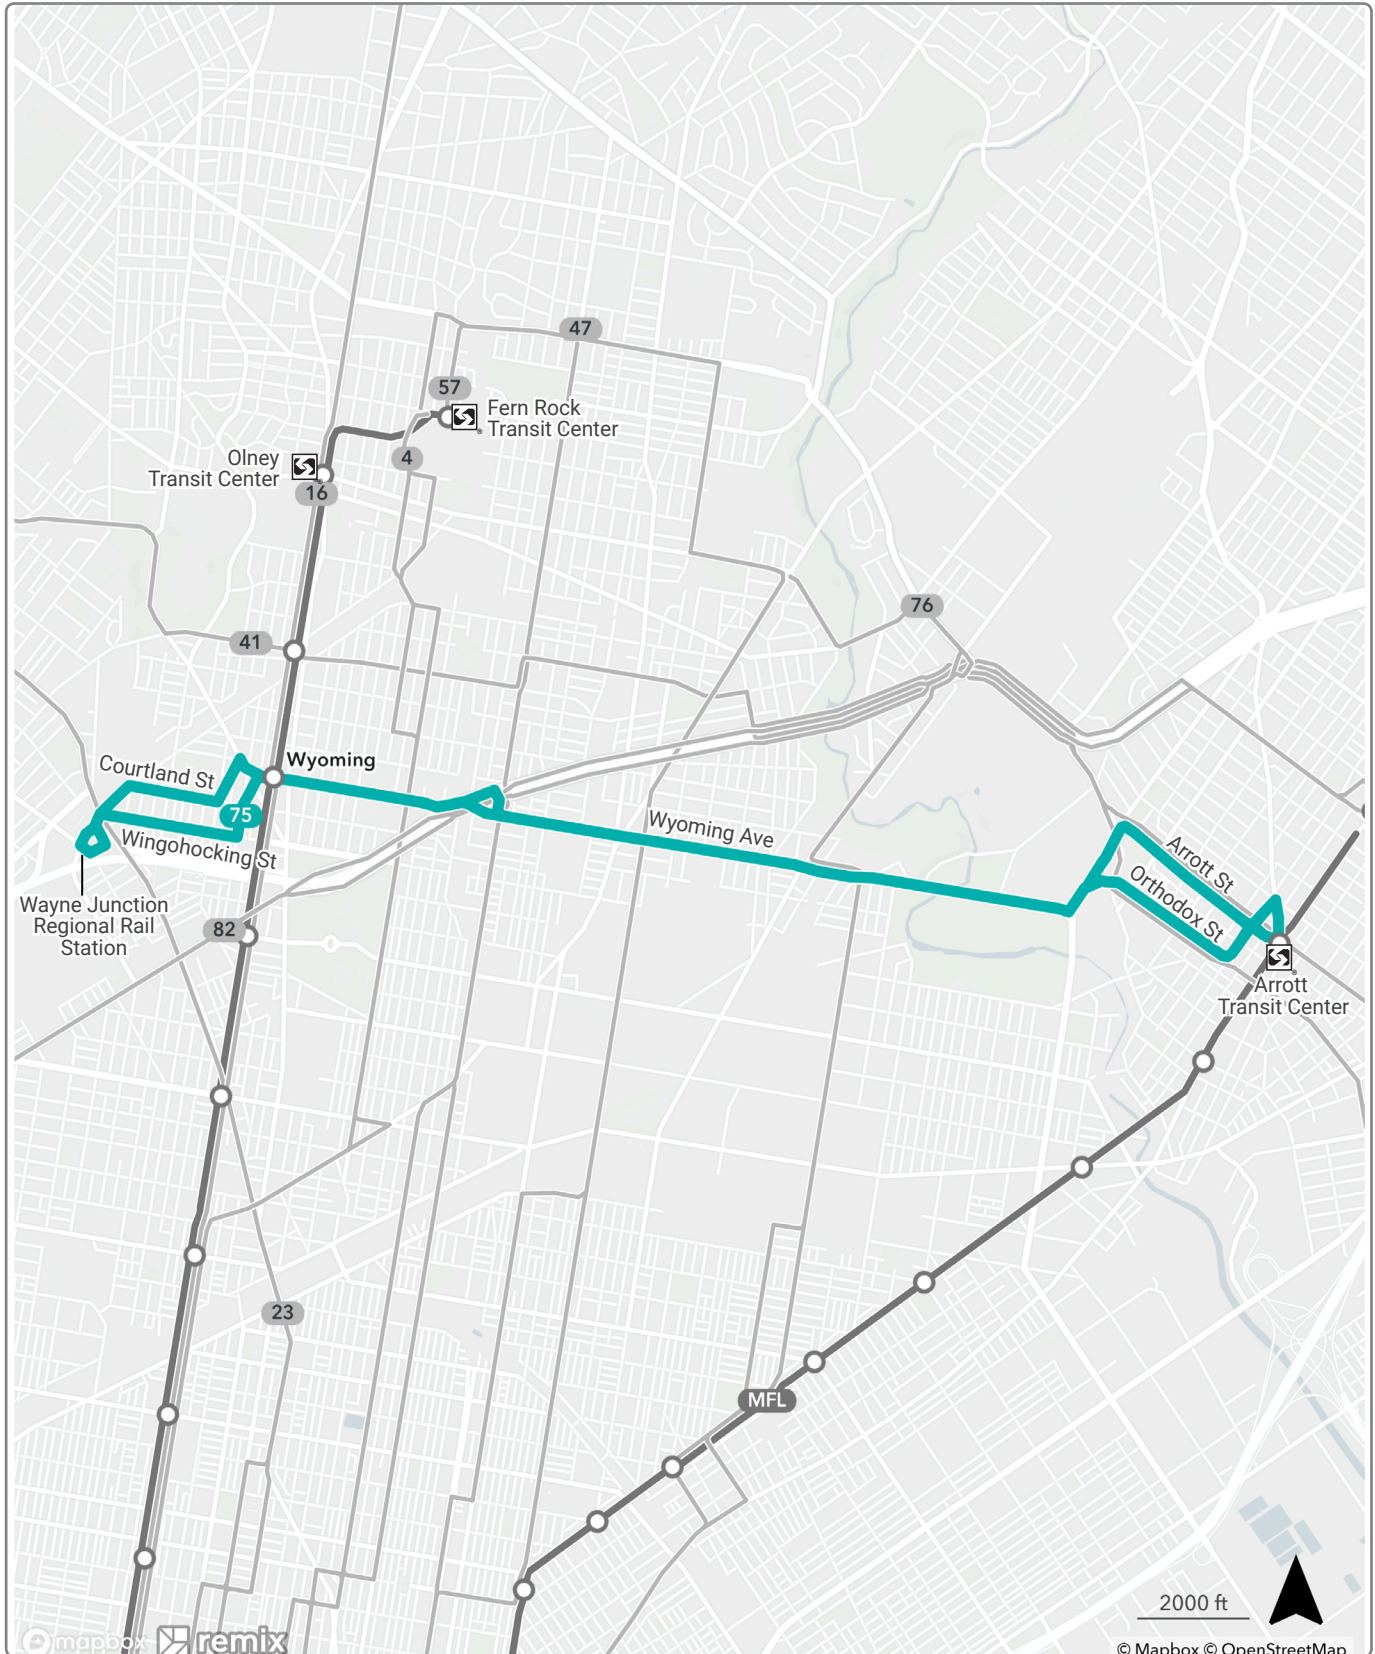 47
57
Fern Rock
Transit Center
4
Olney
Transit Center
16
76
41
Wyoming
Courtland St
75
Wingohocking St
Wyoming Ave
Arrott St
Orthodox St
Wayne Junction
Regional Rail
Station
82
Arrott
Transit Center
23
MFL
2000 ft
mapbox
remix
© Mapbox © OpenStreetMap